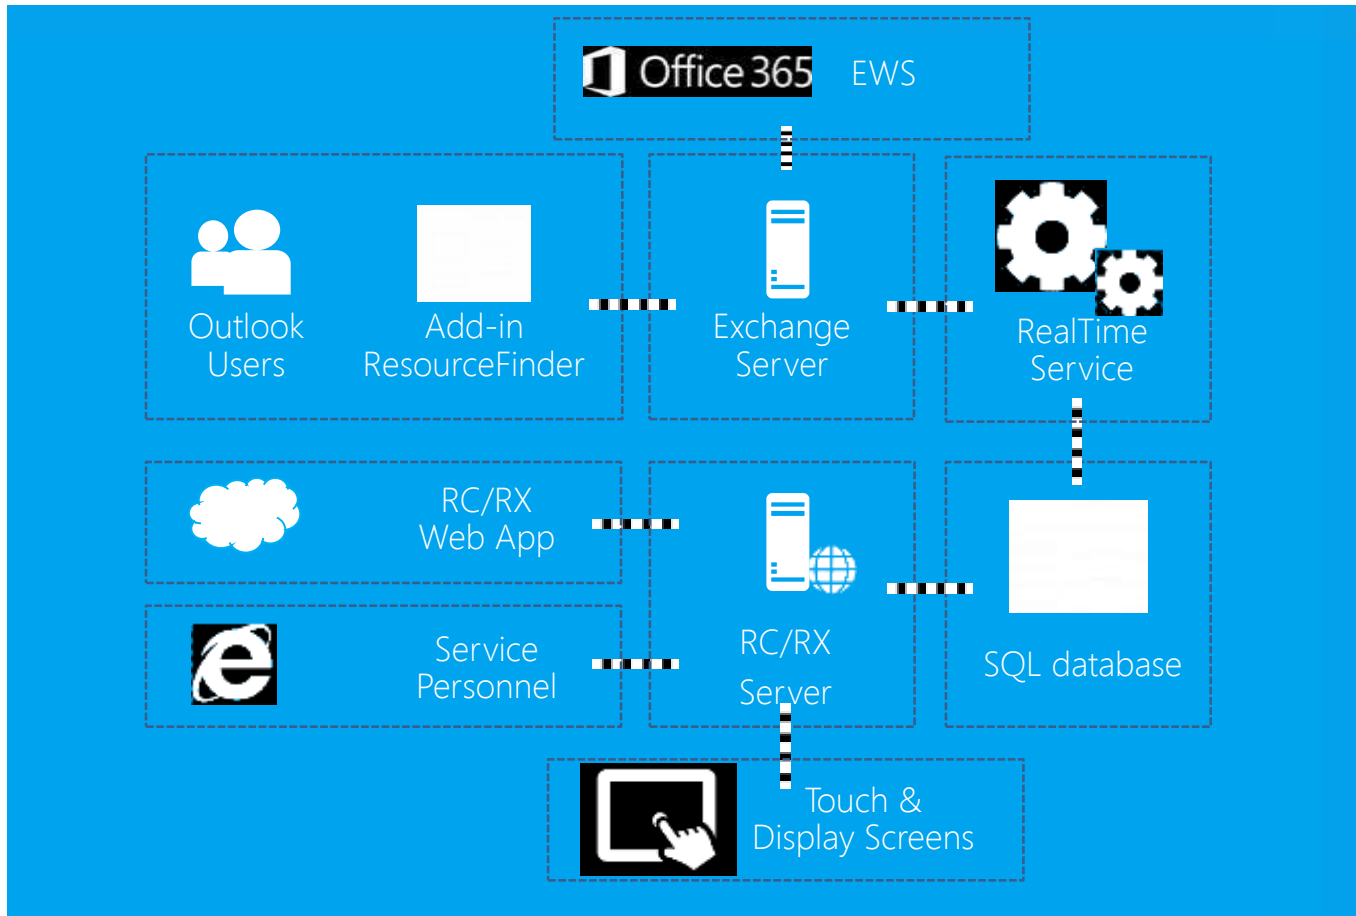 Office 365 EWS
Outlook
Users
Add-in
ResourceFinder
Exchange
Server
RealTime
Service
RC/RX
Web App
Service
Personnel
RC/RX
Server
SQL database
Touch &
Display Screens